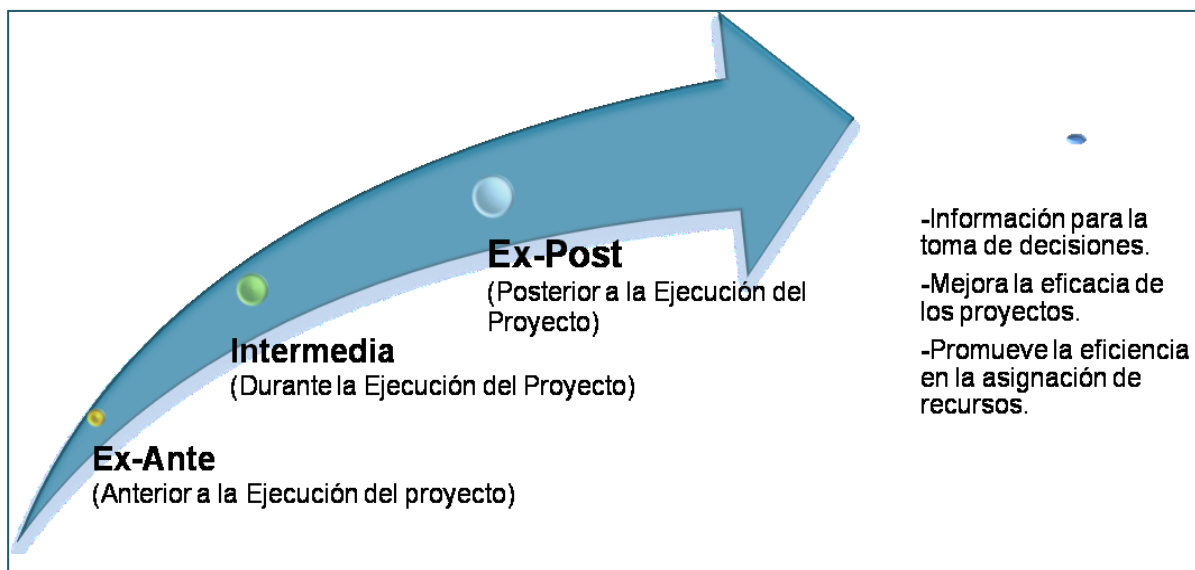 Ex-Post
(Posterior a la Ejecución del
Proyecto)
Intermedia
(Durante la Ejecución del Proyecto)
Ex-Ante
(Anterior a la Ejecución del proyecto)
-Información para la
toma de decisiones.
-Mejora la eficacia de
los proyectos.
-Promueve la eficiencia
en la asignación de
recursos.